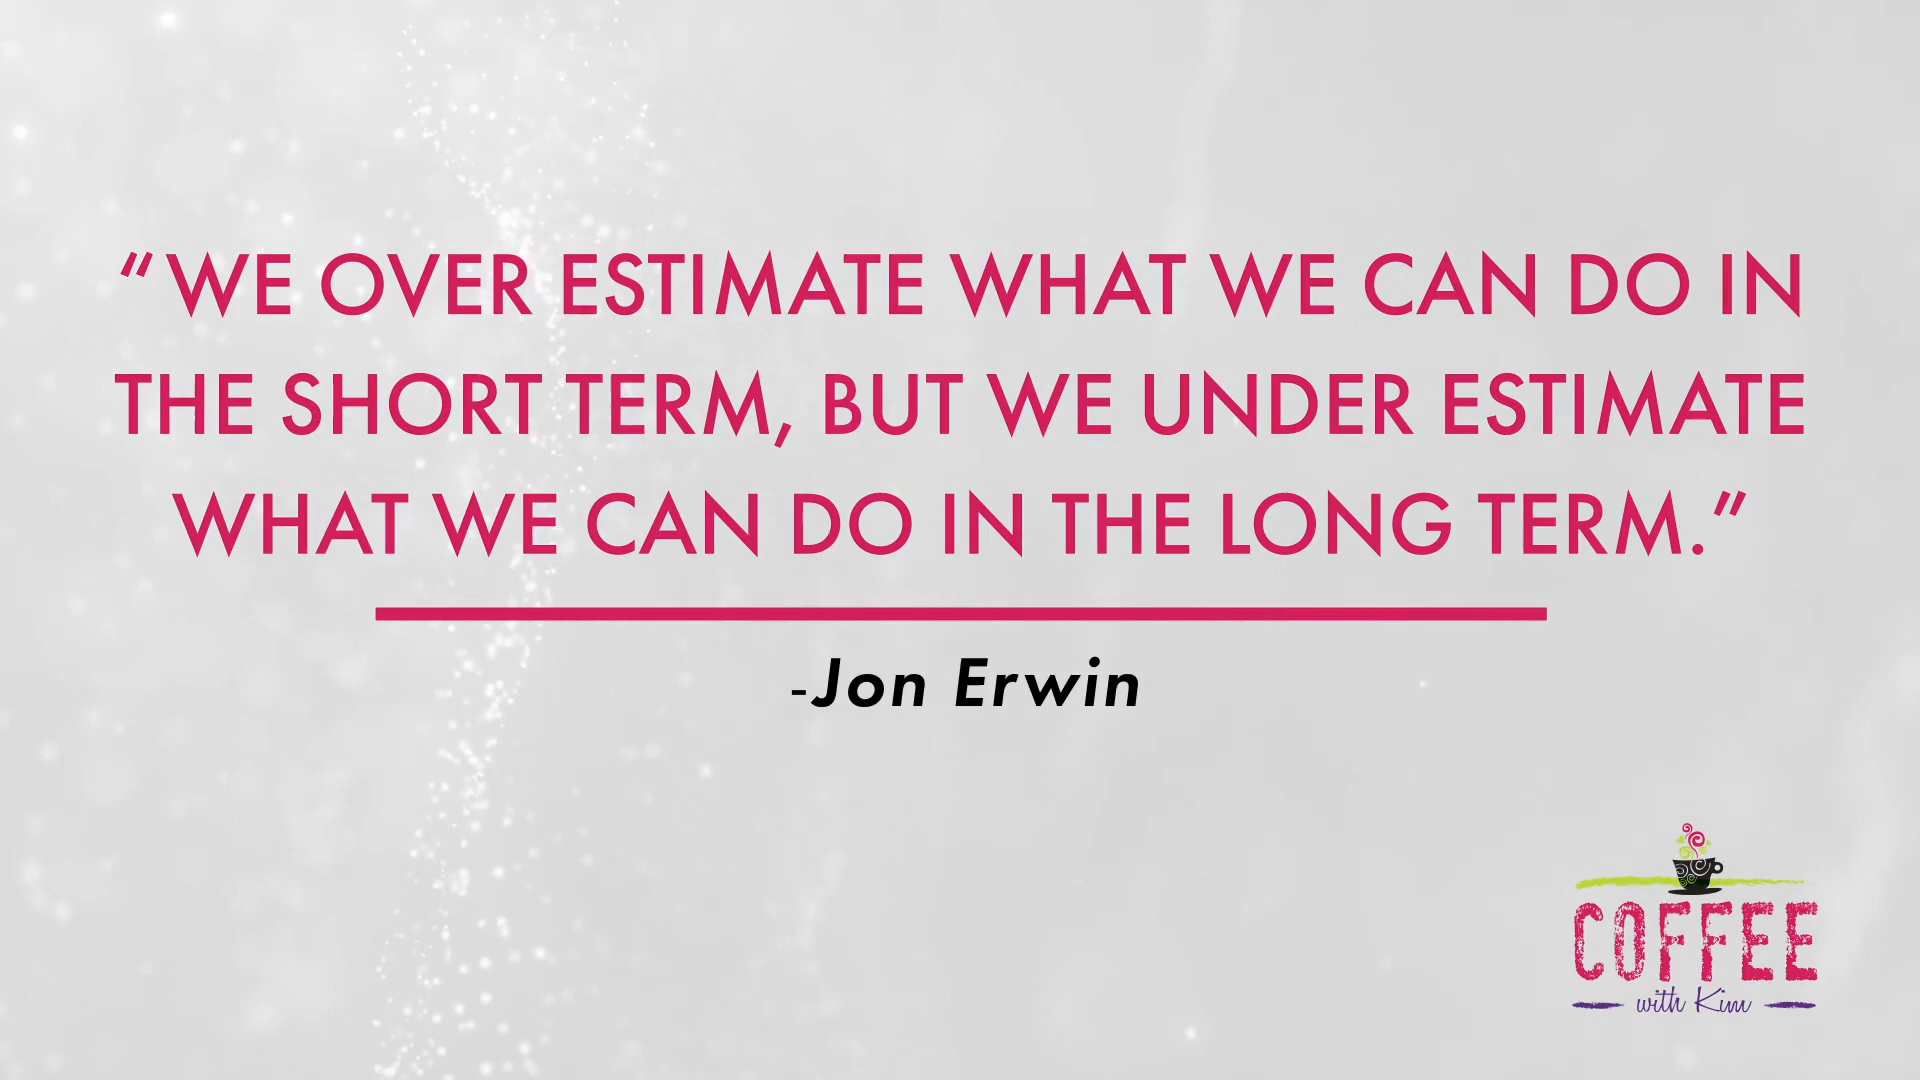 “WE OVER ESTIMATE WHAT WE CAN DO IN
THE SHORT TERM, BUT WE UNDER ESTIMATE
WHAT WE CAN DO IN THE LONG TERM.”
-Jon Erwin
COFFEE
with Kim